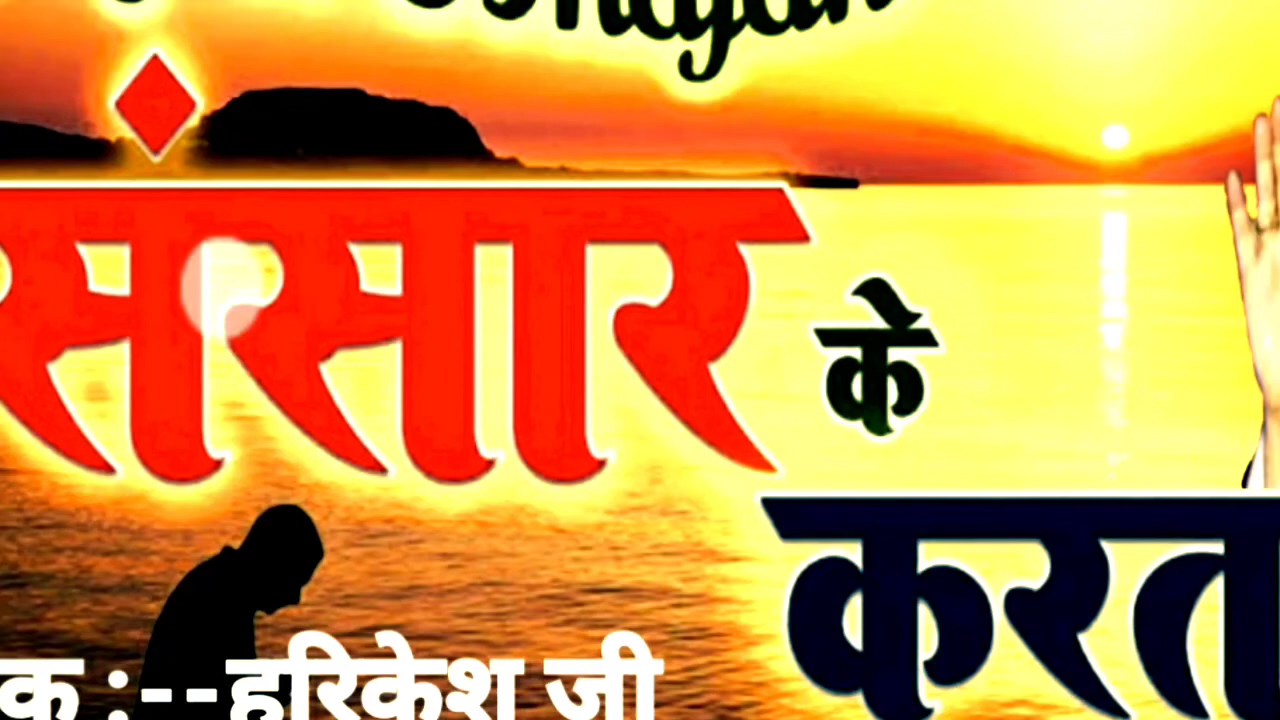 संसार
के
करत
क :--हरिकेश जी